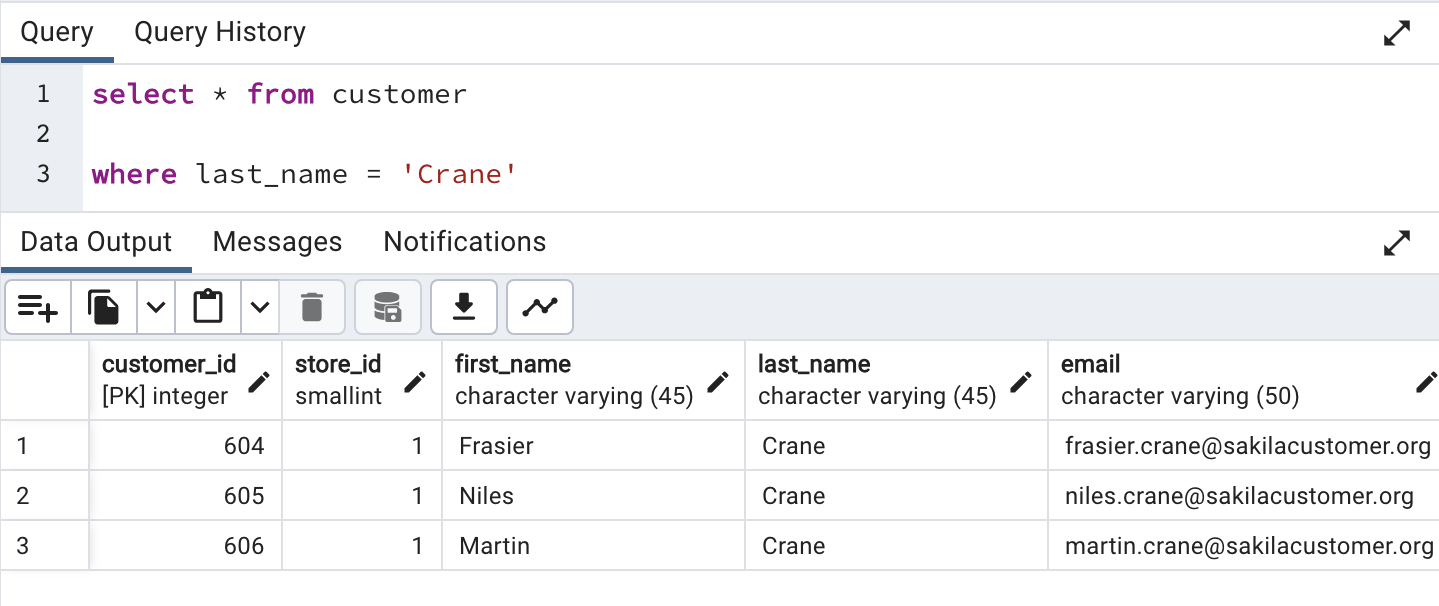 Query Query History
1 select * from customer
2
3 where last_name = 'Crane'
Data Output Messages Notifications
customer_id store_id first_name last_name email
[PK] integer smallint character varying (45) character varying (45) character varying (50)
1 604 1 Frasier Crane frasier.crane@sakilacustomer.org
2 605 1 Niles Crane niles.crane@sakilacustomer.org
3 606 1 Martin Crane martin.crane@sakilacustomer.org